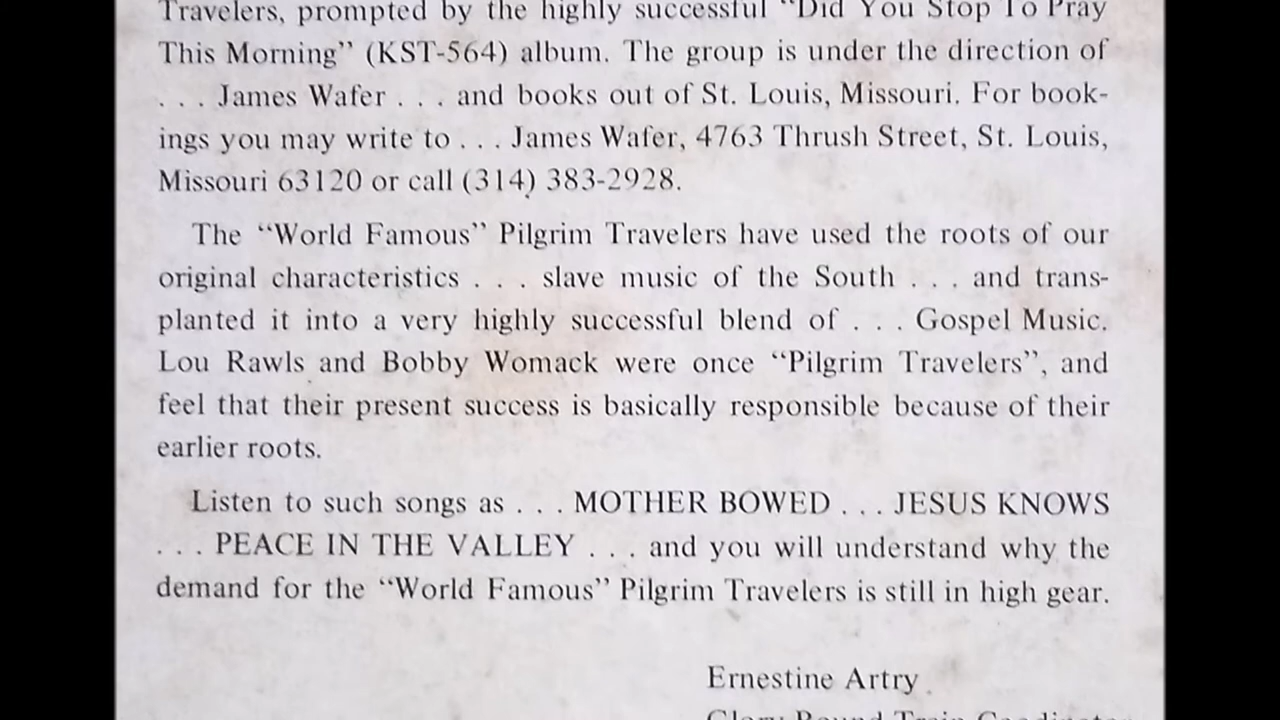 Travelers, prompted by the highly successful “Did You Stop To Pray
This Morning” (KST-564) album. The group is under the direction of
. . . James Wafer . . . and books out of St. Louis, Missouri. For book-
ings you may write to . . . James Wafer, 4763 Thrush Street, St. Louis,
Missouri 63120 or call (314) 383-2928.
The “World Famous” Pilgrim Travelers have used the roots of our
original characteristics . . . slave music of the South . . . and trans-
planted it into a very highly successful blend of . . . Gospel Music.
Lou Rawls and Bobby Womack were once “Pilgrim Travelers”, and
feel that their present success is basically responsible because of their
earlier roots.
Listen to such songs as . . . MOTHER BOWED . . . JESUS KNOWS
. . . PEACE IN THE VALLEY . . . and you will understand why the
demand for the “World Famous” Pilgrim Travelers is still in high gear.
Ernestine Artry
Glory Bound Train